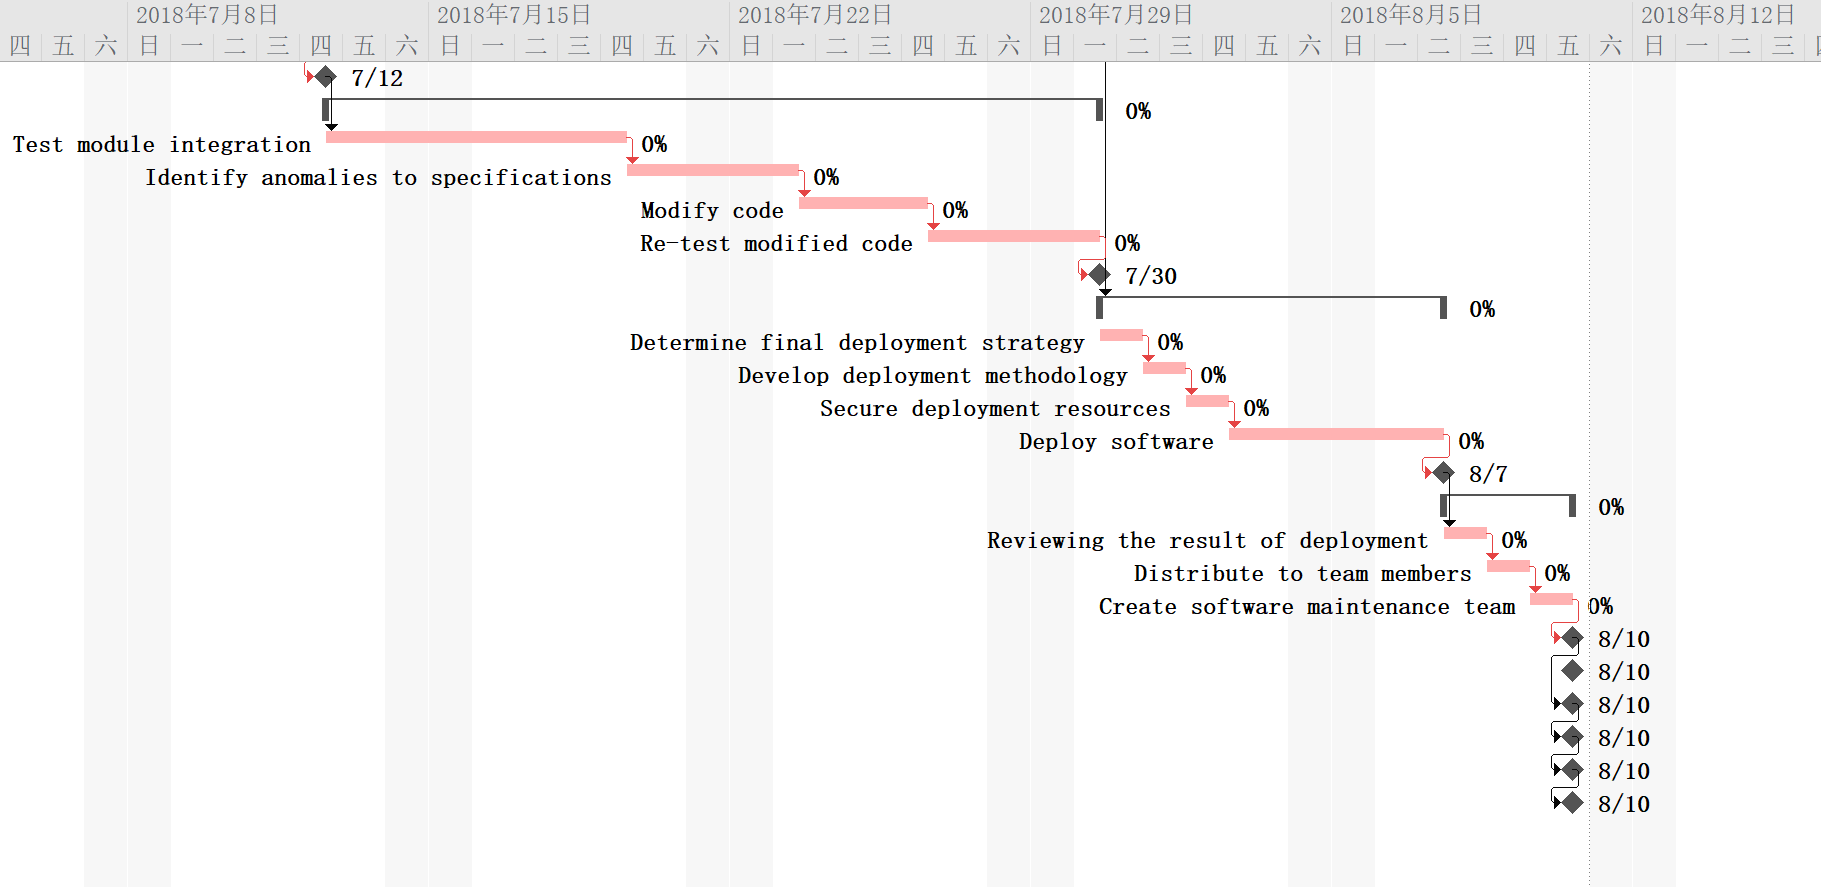 2018年7月8日 2018年7月15日 2018年7月22日 2018年7月29日 2018年8月5日 2018年8月12日
四 五 六 日 一 二 三 四 五 六 日 一 二 三 四 五 六 日 一 二 三 四 五 六 日 一 二 三 四 五 六 日 一 二 三 四 五 六 日 一 二 三
7/12
0%
Test module integration 0%
Identify anomalies to specifications 0%
Modify code 0%
Re-test modified code 0%
7/30
0%
Determine final deployment strategy 0%
Develop deployment methodology 0%
Secure deployment resources 0%
Deploy software 0%
8/7
0%
Reviewing the result of deployment 0%
Distribute to team members 0%
Create software maintenance team 0%
8/10
8/10
8/10
8/10
8/10
8/10